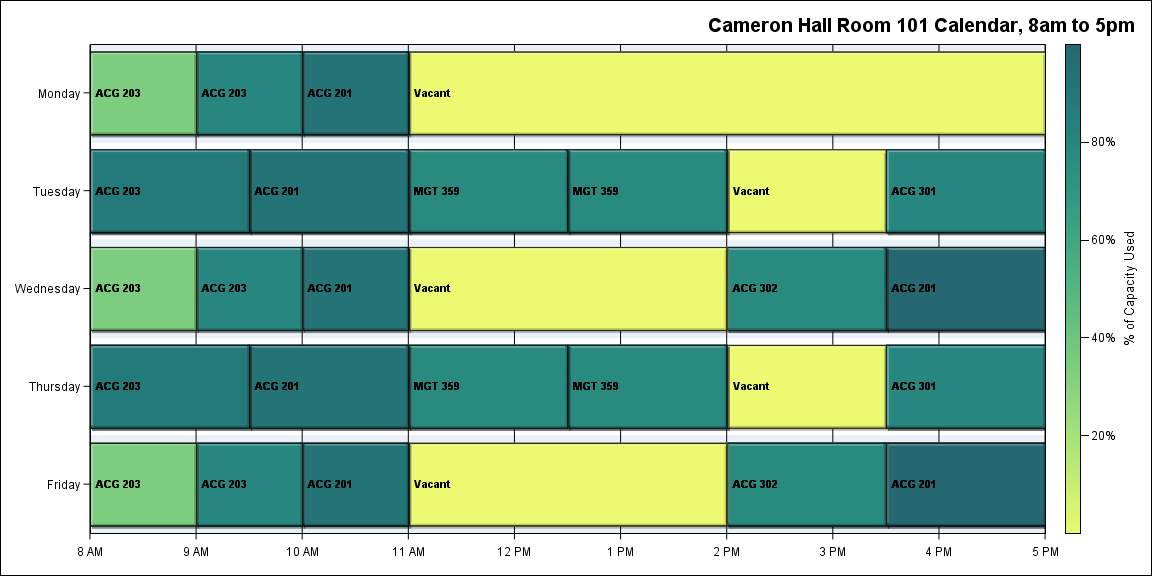 Cameron Hall Room 101 Calendar, 8am to 5pm
Monday
ACG 203
ACG 203
ACG 201
Vacant
Tuesday
ACG 203
ACG 201
MGT 359
MGT 359
Vacant
ACG 301
Wednesday
ACG 203
ACG 203
ACG 201
Vacant
ACG 302
ACG 201
Thursday
ACG 203
ACG 201
MGT 359
MGT 359
Vacant
ACG 301
Friday
ACG 203
ACG 203
ACG 201
Vacant
ACG 302
ACG 201
8 AM
9 AM
10 AM
11 AM
12 PM
1 PM
2 PM
3 PM
4 PM
5 PM
80%
60%
40%
20%
% of Capacity Used